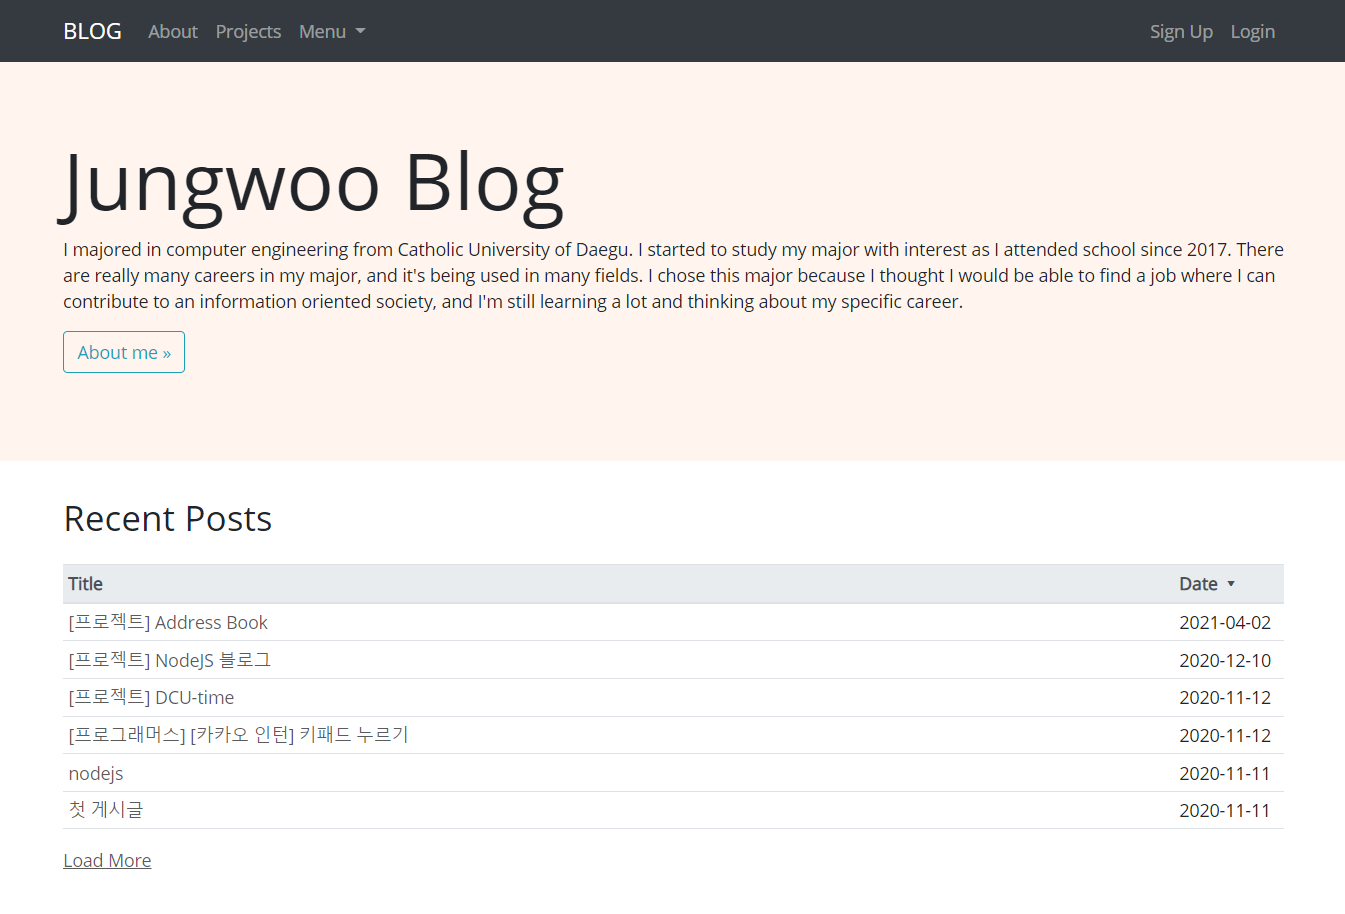 BLOG About Projects Menu Sign Up Login
Jungwoo Blog
I majored in computer engineering from Catholic University of Daegu. I started to study my major with interest as I attended school since 2017. There
are really many careers in my major, and it's being used in many fields. I chose this major because I thought I would be able to find a job where I can
contribute to an information oriented society, and I'm still learning a lot and thinking about my specific career.
About me »
Recent Posts
Title Date
[프로젝트] Address Book 2021-04-02
[프로젝트] NodeJS 블로그 2020-12-10
[프로젝트] DCU-time 2020-11-12
[프로그래머스] [카카오 인턴] 키패드 누르기 2020-11-12
nodejs 2020-11-11
첫 게시글 2020-11-11
Load More